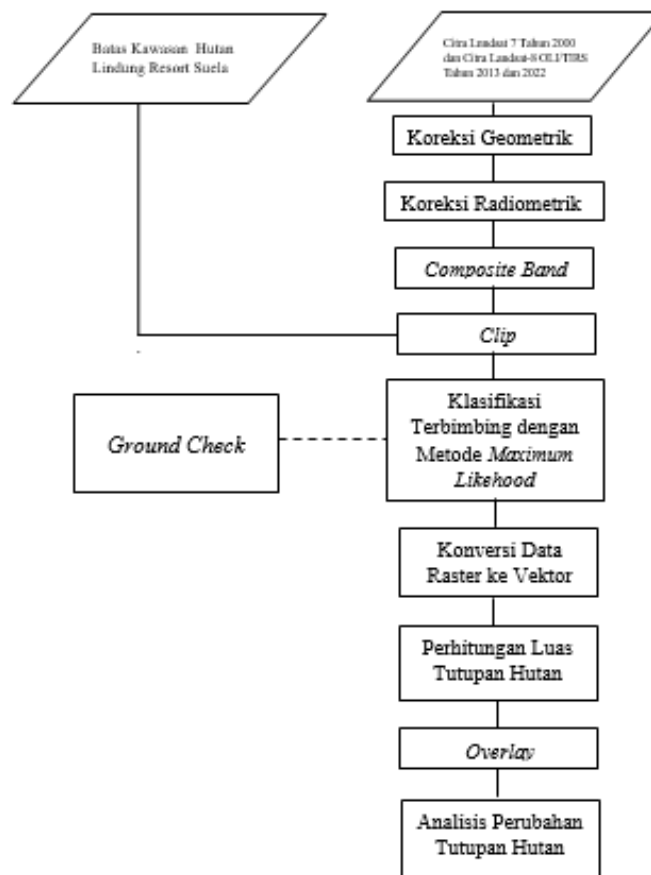 Batas Kawasan Hutan
Lindung Resort Suela
Citra Landsat 7 Tahun 2000
dan Citra Landsat-8 OLI/TIRS
Tahun 2013 dan 2022
Koreksi Geometrik
Koreksi Radiometrik
Composite Band
Clip
Klasifikasi
Terbimbing dengan
Metode Maximum
Likehood
Ground Check
Konversi Data
Raster ke Vektor
Perhitungan Luas
Tutupan Hutan
Overlay
Analisis Perubahan
Tutupan Hutan